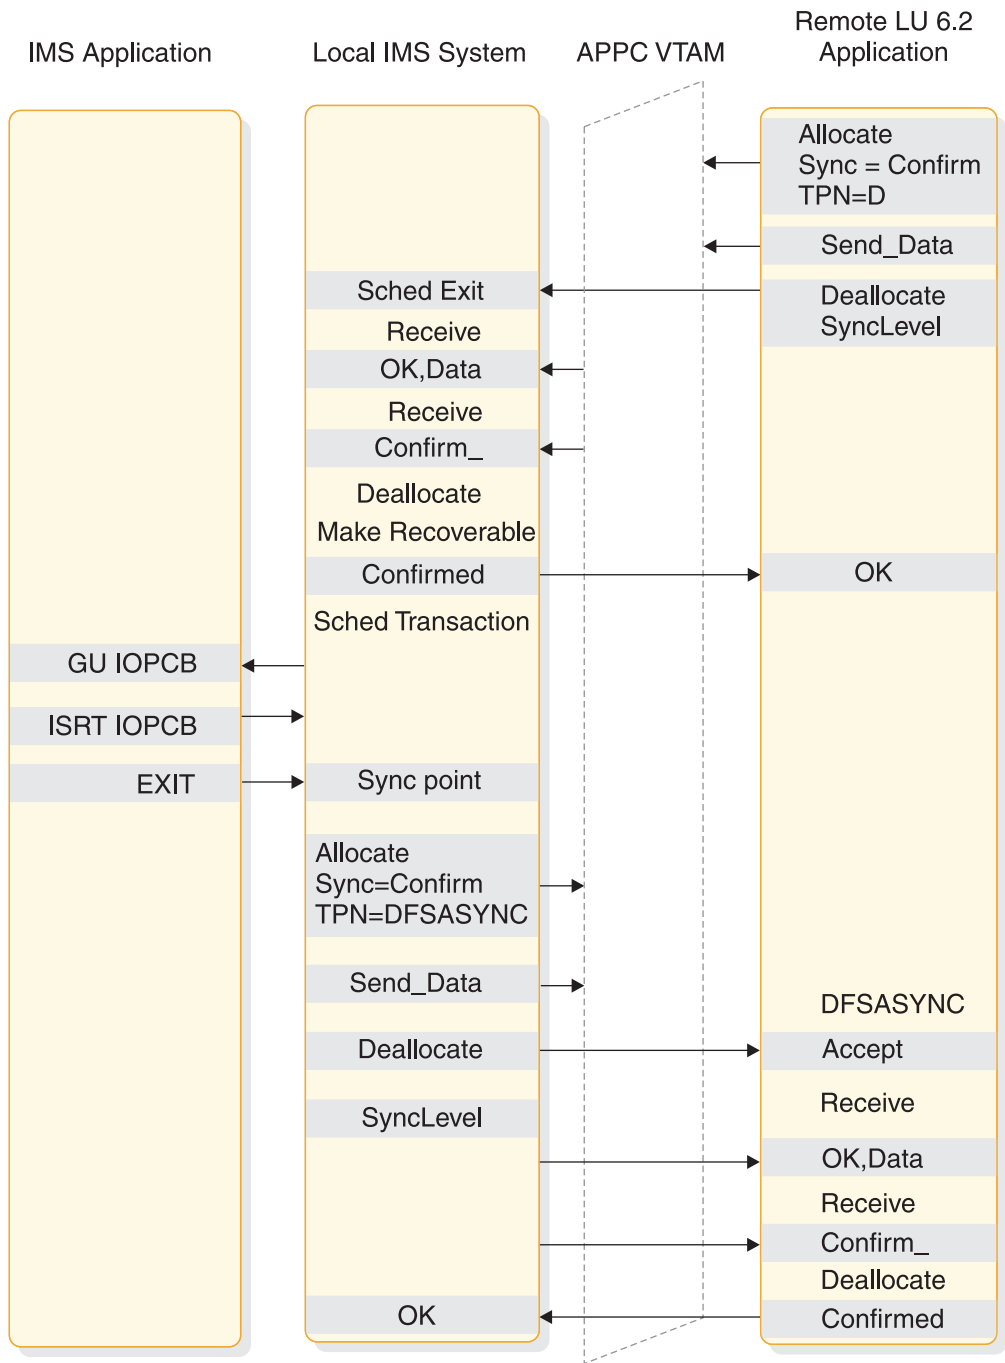 IMS Application
Local IMS System
APPC VTAM
Remote LU 6.2
Application
Allocate
Sync = Confirm
TPN=D
Send_Data
Sched Exit
Deallocate
SyncLevel
Receive
OK,Data
Receive
Confirm_
Deallocate
Make Recoverable
Confirmed
OK
Sched Transaction
GU IOPCB
ISRT IOPCB
EXIT
Sync point
Allocate
Sync=Confirm
TPN=DFSASYNC
Send_Data
DFSASYNC
Deallocate
Accept
Receive
SyncLevel
OK,Data
Receive
Confirm_
Deallocate
OK
Confirmed